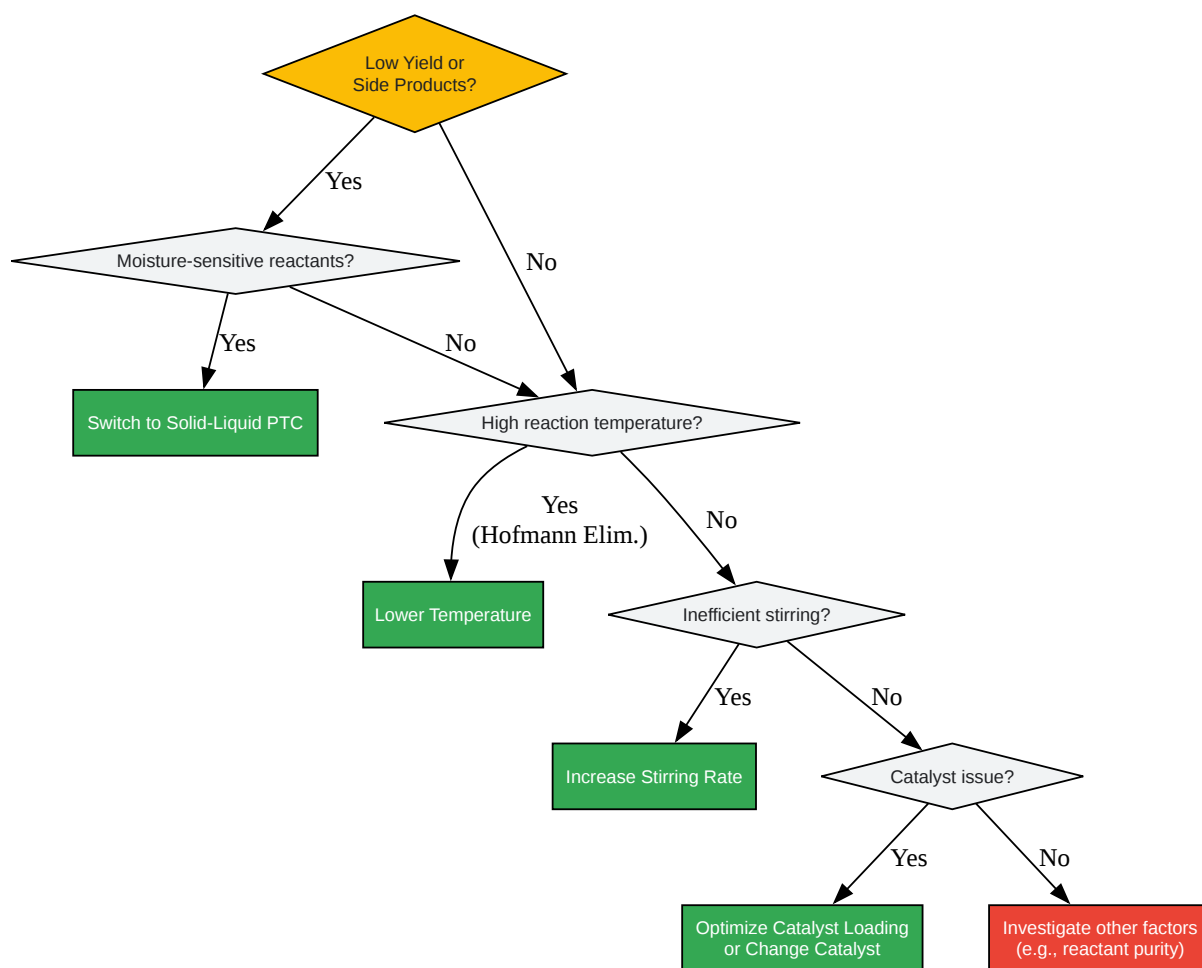 Low Yield or
Side Products?
Yes
Moisture-sensitive reactants?
No
Yes
No
Switch to Solid-Liquid PTC
High reaction temperature?
Yes
(Hofmann Elim.)
No
Lower Temperature
Inefficient stirring?
Yes
No
Increase Stirring Rate
Catalyst issue?
Yes
No
Optimize Catalyst Loading
or Change Catalyst
Investigate other factors
(e.g., reactant purity)